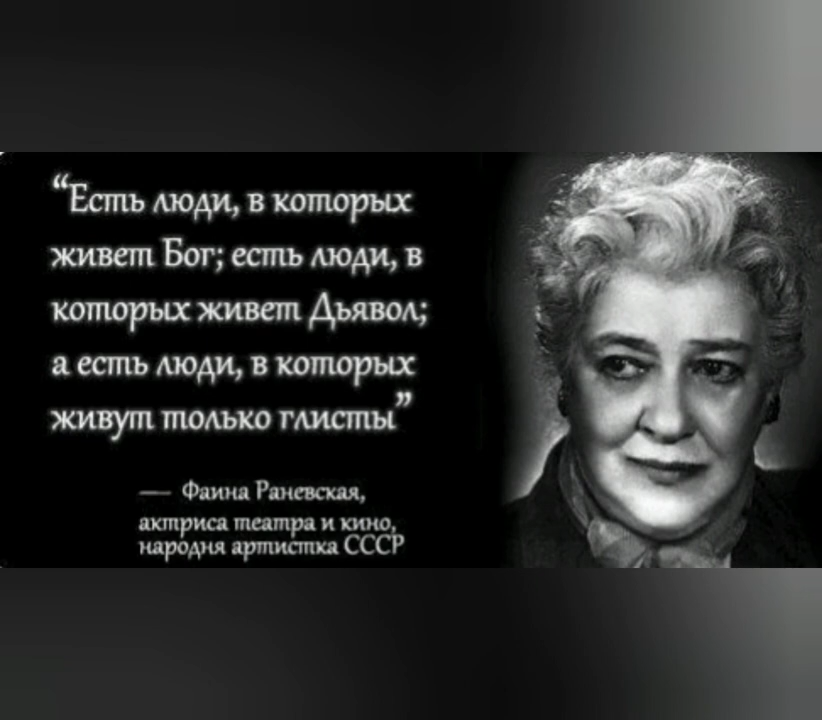 “Есть люди, в которых
живет Бог; есть люди, в
которых живет Дьявол;
а есть люди, в которых
живут только глисты”
— Фаина Раневская,
актриса театра и кино,
народня артистка СССР